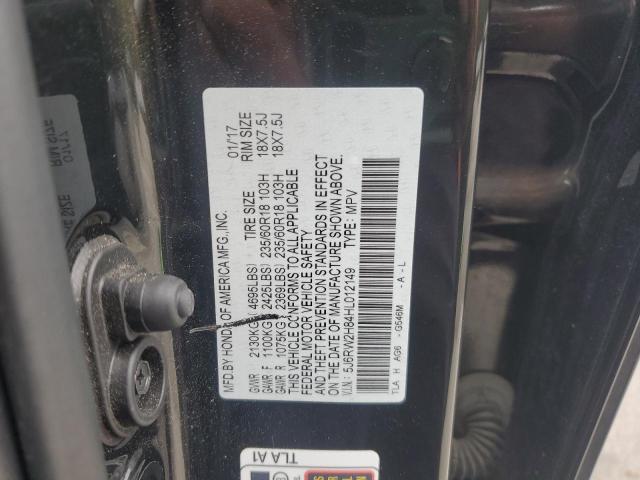 MFD.BY HONDA OF AMERICA MFG.,INC. 01/17
TIRE SIZE RIM SIZE
GVWR 2130KG( 4695LBS)
GAWR F 1100KG( 2425LBS) 235/60R18 103H 18X7.5J
GAWR R 1075KG( 2369LBS) 235/60R18 103H 18X7.5J
THIS VEHICLE CONFORMS TO ALL APPLICABLE
FEDERAL MOTOR VEHICLE SAFETY
AND THEFT PREVENTION STANDARDS IN EFFECT
ON THE DATE OF MANUFACTURE SHOWN ABOVE.
V.I.N.: 5J6RW2H84HL012149 TYPE: MPV
TLA H AG6 - G546M - A - L
TLA A1